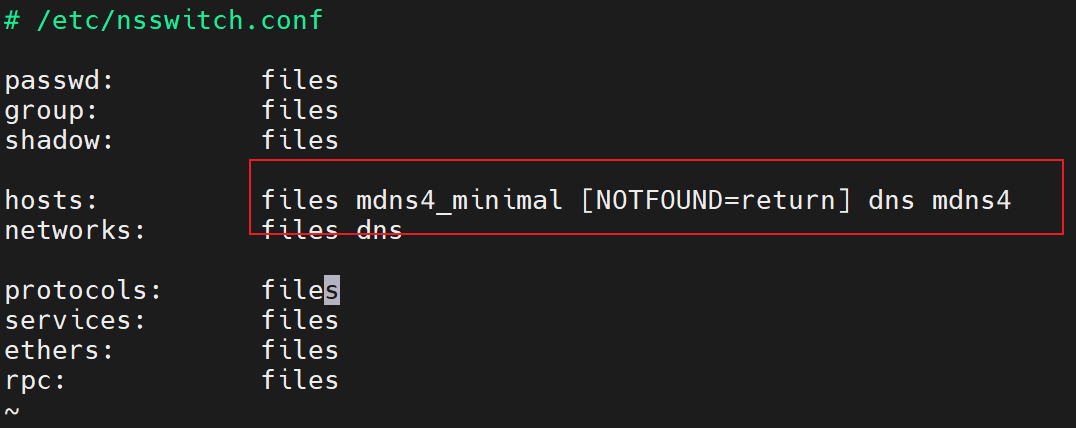 # /etc/nsswitch.conf
passwd: files
group: files
shadow: files
hosts: files mdns4_minimal [NOTFOUND=return] dns mdns4
networks: files dns
protocols: files
services: files
ethers: files
rpc: files
~